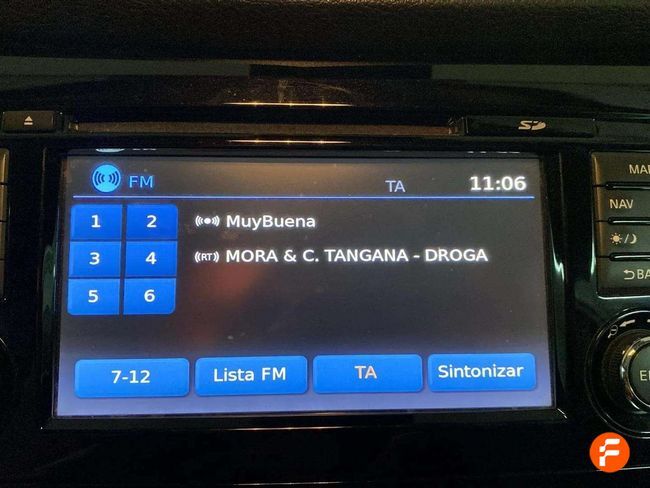 SD
FM
TA
11:06
1
2
MuyBuena
3
4
(RT) MORA & C. TANGANA - DROGA
5
6
7-12
Lista FM
TA
Sintonizar
NAV